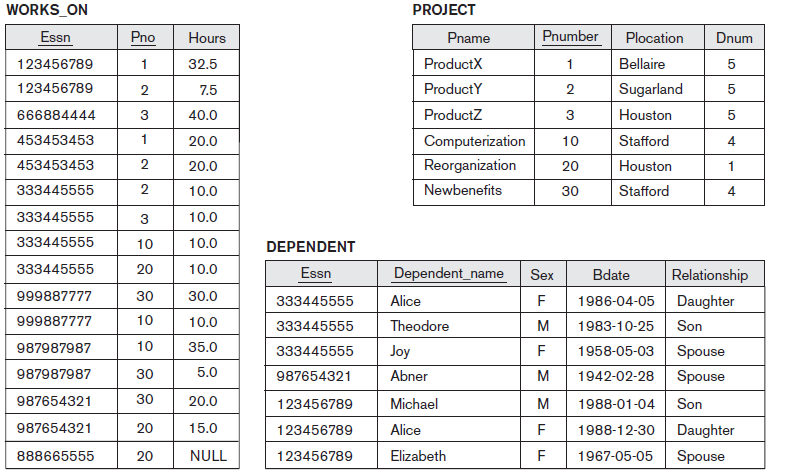 WORKS_ON
Essn Pno Hours
123456789 1 32.5
123456789 2 7.5
666884444 3 40.0
453453453 1 20.0
453453453 2 20.0
333445555 2 10.0
333445555 3 10.0
333445555 10 10.0
333445555 20 10.0
999887777 30 30.0
999887777 10 10.0
987987987 10 35.0
987987987 30 5.0
987654321 30 20.0
987654321 20 15.0
888665555 20 NULL
PROJECT
Pname Pnumber Plocation Dnum
ProductX 1 Bellaire 5
ProductY 2 Sugarland 5
ProductZ 3 Houston 5
Computerization 10 Stafford 4
Reorganization 20 Houston 1
Newbenefits 30 Stafford 4
DEPENDENT
Essn Dependent_name Sex Bdate Relationship
333445555 Alice F 1986-04-05 Daughter
333445555 Theodore M 1983-10-25 Son
333445555 Joy F 1958-05-03 Spouse
987654321 Abner M 1942-02-28 Spouse
123456789 Michael M 1988-01-04 Son
123456789 Alice F 1988-12-30 Daughter
123456789 Elizabeth F 1967-05-05 Spouse